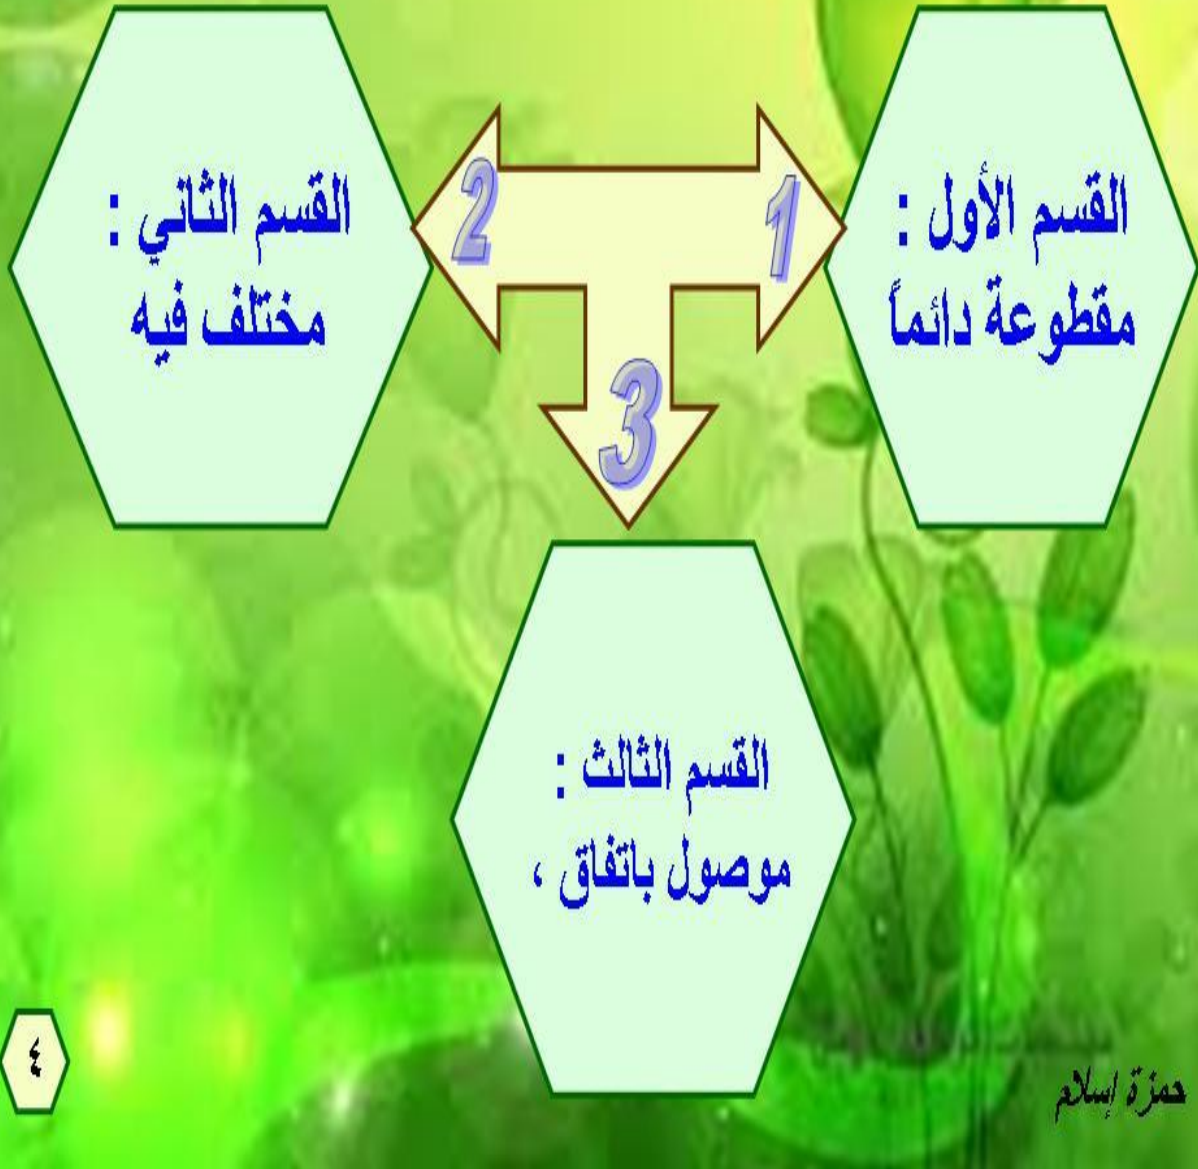 القسم الأول :
مقطوعة دائماً
1
2
القسم الثاني :
مختلف فيه
3
القسم الثالث :
موصول باتفاق ،
٤
حمزة إسلام